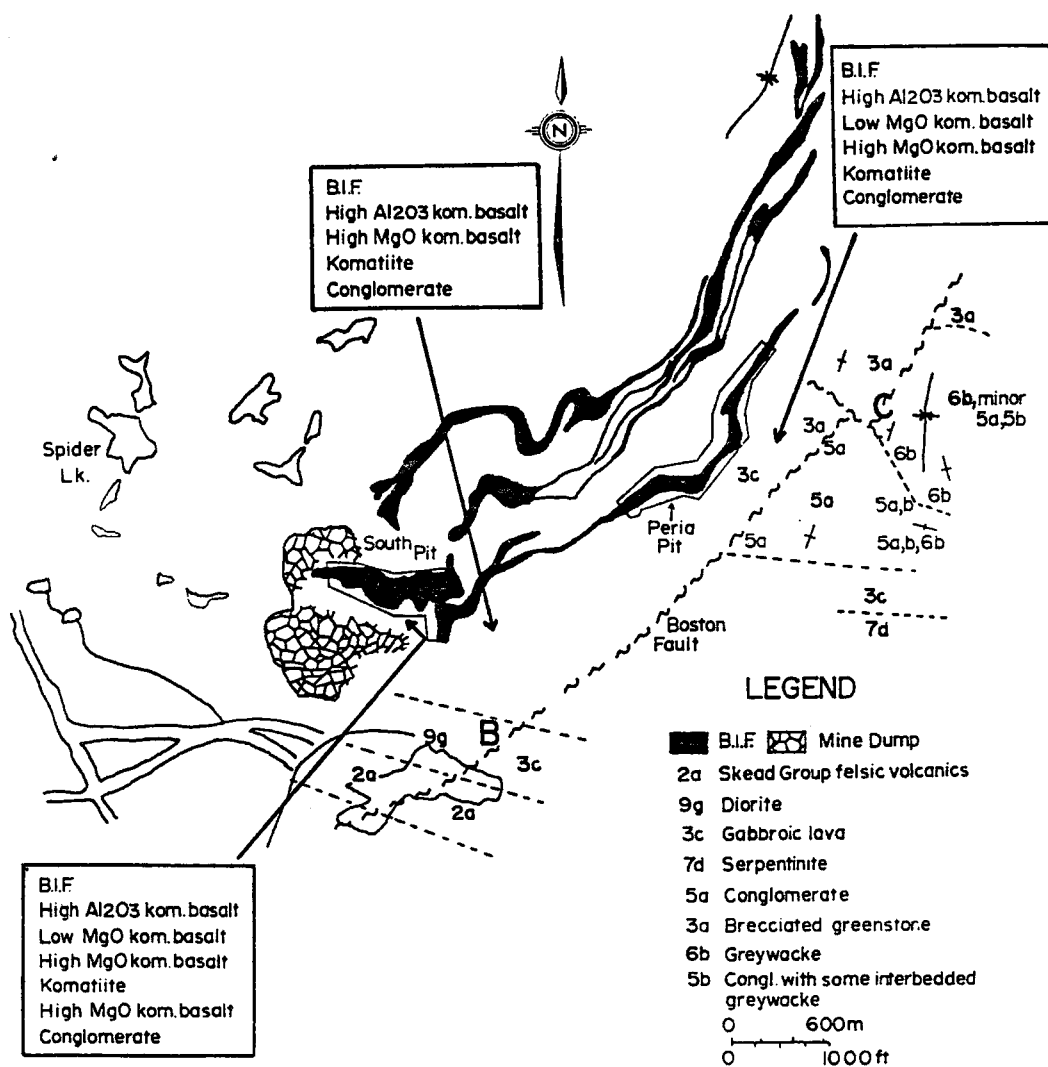 B.I.F.
High Al2O3 kom.basalt
Low MgO kom.basalt
High MgO kom.basalt
Komatiite
Conglomerate
N
B.I.F.
High Al2O3 kom.basalt
High MgO kom.basalt
Komatiite
Conglomerate
3a
3a
C
6b,minor
5a,5b
3a
5a
6b
3c
5a
5a,b
6b
Spider
Lk.
South Pit
Peria
Pit
5a
5a,b,6b
3c
7d
Boston
Fault
9g
B
3c
2a
2a
LEGEND
B.I.F. Mine Dump
2a Skead Group felsic volcanics
9g Diorite
3c Gabbroic lava
7d Serpentinite
5a Conglomerate
3a Brecciated greenstone
6b Greywacke
5b Congl. with some interbedded
greywacke
0 600m
0 1000ft
B.I.F.
High Al2O3 kom.basalt
Low MgO kom.basalt
High MgO kom.basalt
Komatiite
High MgO kom.basalt
Conglomerate